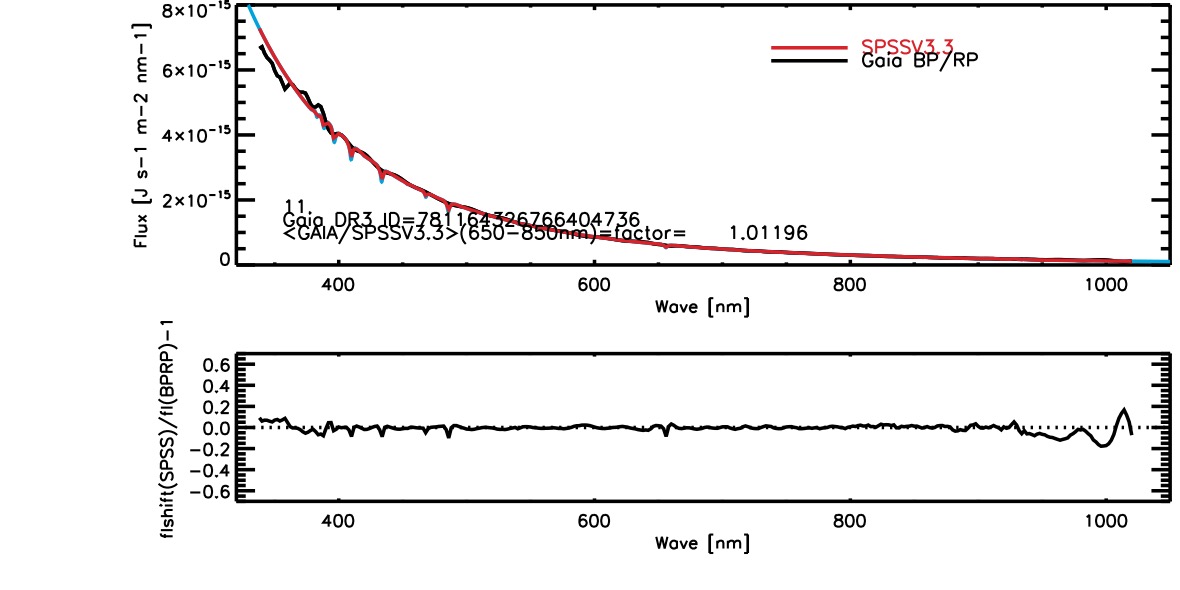 8×10-15
6×10-15
4×10-15
2×10-15
0
Flux [J s-1 m-2 nm-1]
SPSSV3.3
Gaia BP/RP
11.
Gaia DR3 ID=781164326766404736
<GAIA/SPSSV3.3>(650-850nm)=factor= 1.01196
400 600 800 1000
Wave [nm]
flshift(SPSS)/fl(BPRP)-1
0.6
0.4
0.2
0.0
-0.2
-0.4
-0.6
400 600 800 1000
Wave [nm]